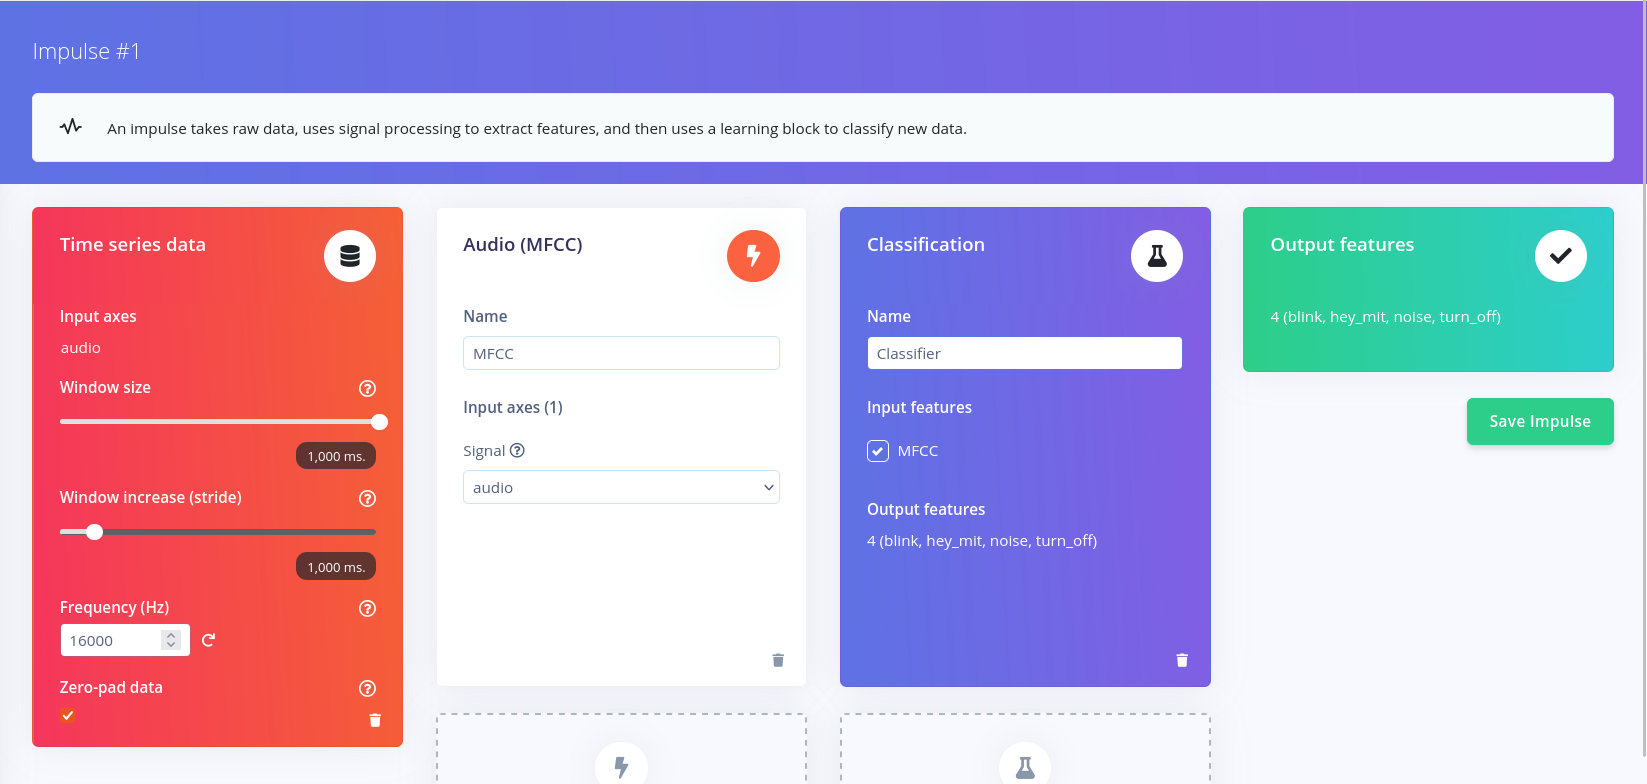 Impulse #1
An impulse takes raw data, uses signal processing to extract features, and then uses a learning block to classify new data.
Time series data
Input axes
audio
Window size
1,000 ms.
Window increase (stride)
1,000 ms.
Frequency (Hz)
16000
Zero-pad data
Audio (MFCC)
Name
MFCC
Input axes (1)
Signal
audio
Classification
Name
Classifier
Input features
MFCC
Output features
4 (blink, hey_mit, noise, turn_off)
Output features
4 (blink, hey_mit, noise, turn_off)
Save Impulse